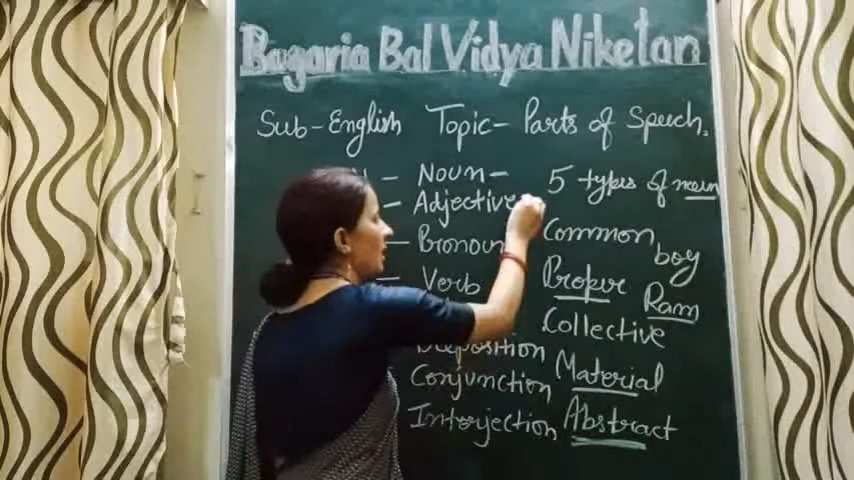 Bagaria Bal Vidya Niketan
Sub-English Topic- Parts of Speech.
- Noun- 5 types of noun
- Adjective
Common
- Pronoun boy
- Verb Proper Ram
Collective
Preposition
Conjunction Material
Interjection Abstract